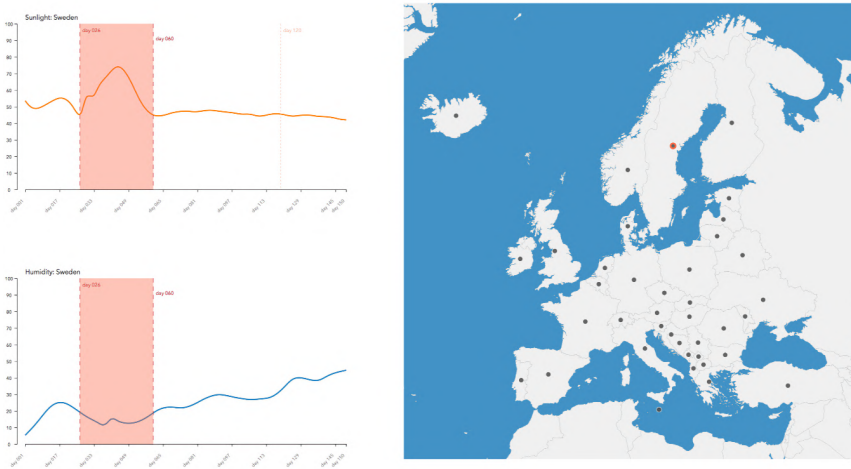 Sunlight: Sweden
100
90
80
70
60
50
40
30
20
10
0
day 026
day 060
day 001
day 017
day 033
day 049
day 065
day 081
day 097
day 113
day 129
day 145
day 150
Humidity: Sweden
100
90
80
70
60
50
40
30
20
10
0
day 026
day 060
day 001
day 017
day 033
day 049
day 065
day 081
day 097
day 113
day 129
day 145
day 150